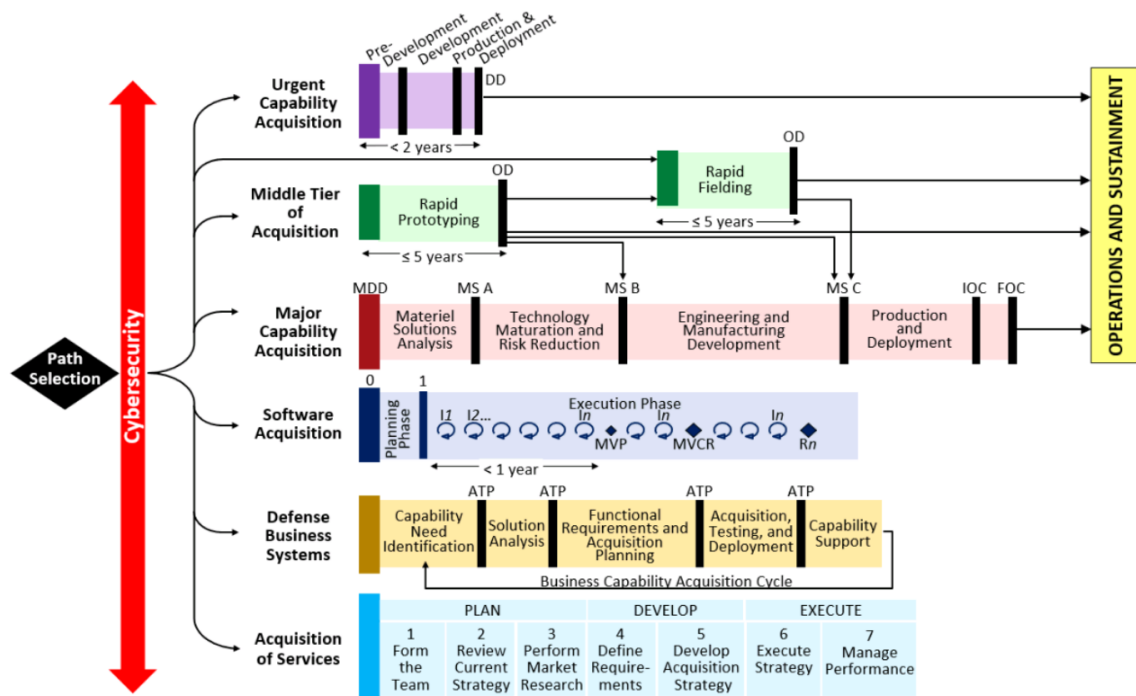 Pre-
Development
Development
Production &
Deployment
DD
Urgent
Capability
Acquisition
< 2 years
OD
Rapid
Fielding
≤ 5 years
OD
Middle Tier
of
Acquisition
Rapid
Prototyping
≤ 5 years
MDD
MS A
MS B
MS C
IOC
FOC
Major
Capability
Acquisition
Materiel
Solutions
Analysis
Technology
Maturation and
Risk Reduction
Engineering and
Manufacturing
Development
Production
and
Deployment
OPERATIONS AND SUSTAINMENT
Path
Selection
Cybersecurity
0
1
Software
Acquisition
Planning
Phase
Execution Phase
I1
I2...
In
In
In
MVP
MVCR
Rn
< 1 year
ATP
ATP
ATP
ATP
Defense
Business
Systems
Capability
Need
Identification
Solution
Analysis
Functional
Requirements and
Acquisition
Planning
Acquisition,
Testing, and
Deployment
Capability
Support
Business Capability Acquisition Cycle
Acquisition
of Services
PLAN
DEVELOP
EXECUTE
1
Form
the
Team
2
Review
Current
Strategy
3
Perform
Market
Research
4
Define
Require-
ments
5
Develop
Acquisition
Strategy
6
Execute
Strategy
7
Manage
Performance